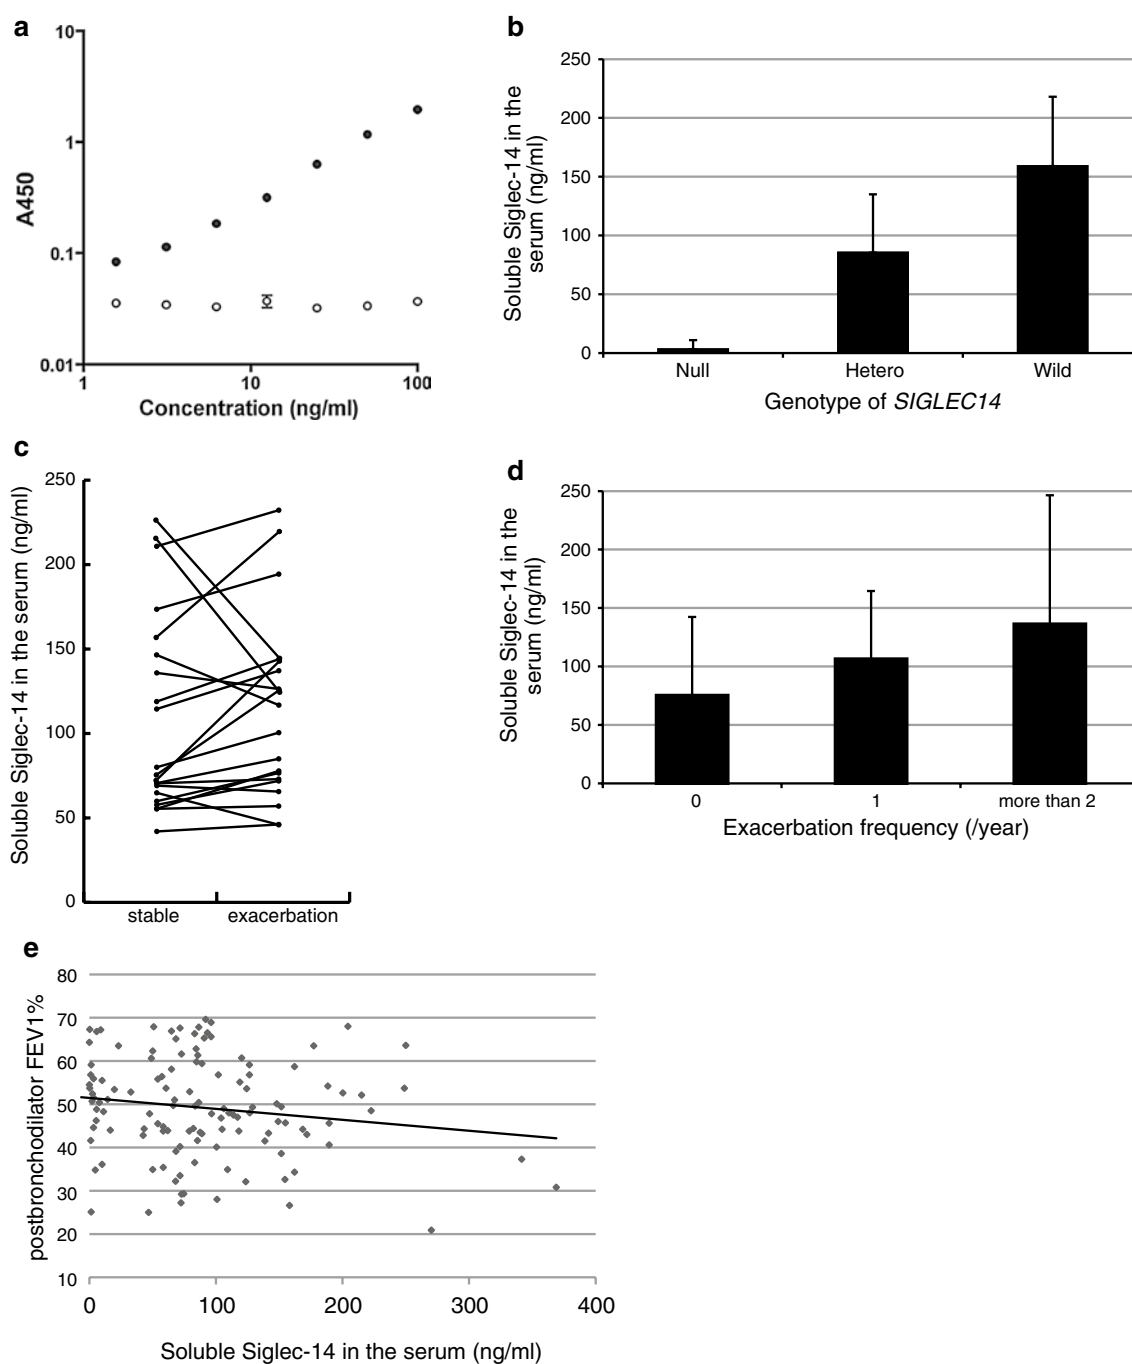 a
10
1
0.1
0.01
A450
1
10
100
Concentration (ng/ml)
b
250
200
150
100
50
0
Soluble Siglec-14 in the
serum (ng/ml)
Null
Hetero
Wild
Genotype of SIGLEC14
c
250
200
150
100
50
0
Soluble Siglec-14 in the serum (ng/ml)
stable
exacerbation
d
250
200
150
100
50
0
Soluble Siglec-14 in the
serum (ng/ml)
0
1
more than 2
Exacerbation frequency (/year)
e
80
70
60
50
40
30
20
10
postbronchodilator FEV1%
0
100
200
300
400
Soluble Siglec-14 in the serum (ng/ml)